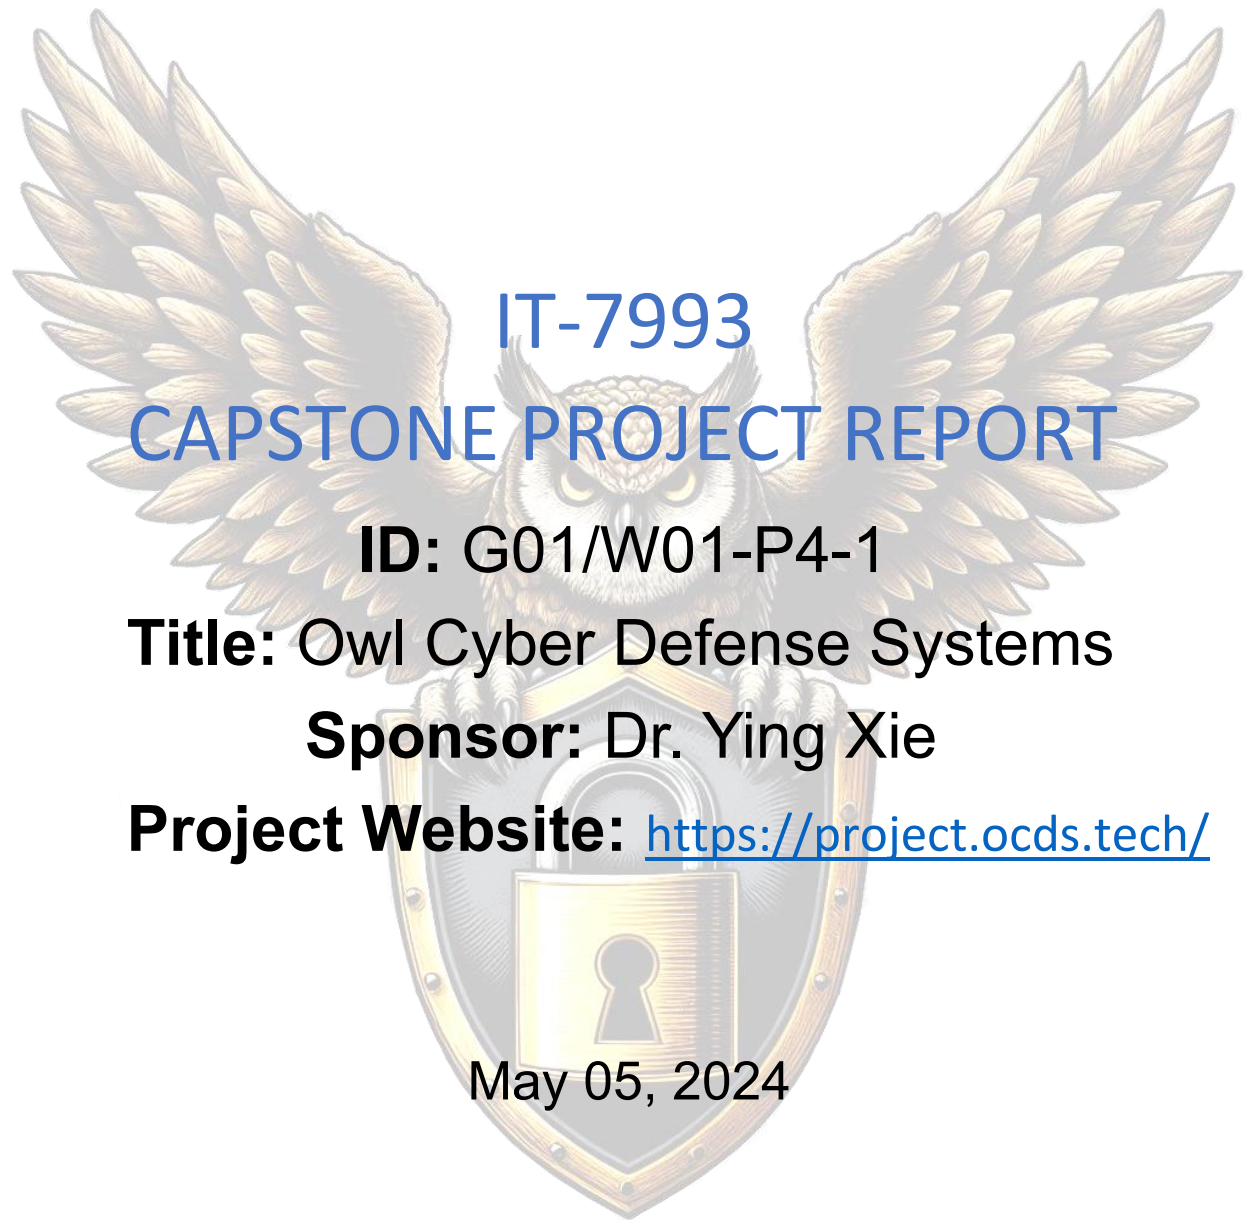 IT-7993
CAPSTONE PROJECT REPORT
ID: G01/W01-P4-1
Title: Owl Cyber Defense Systems
Sponsor: Dr. Ying Xie
Project Website: https://project.ocds.tech/
May 05, 2024